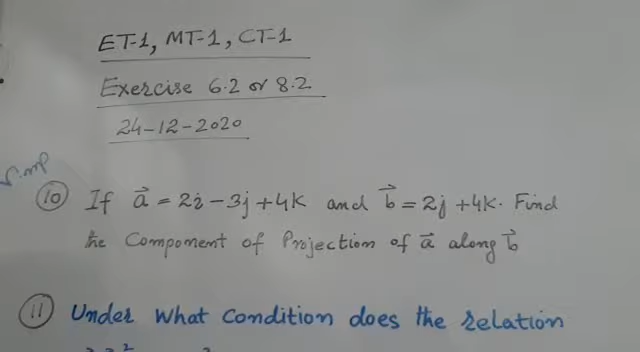 ET-1, MT-1, CT-1
Exercise 6.2 or 8.2
24-12-2020
10 If a⃗ = 2i - 3j + 4k and b⃗ = 2j + 4k. Find
the Component of Projection of a⃗ along b⃗
11 Under what condition does the relation